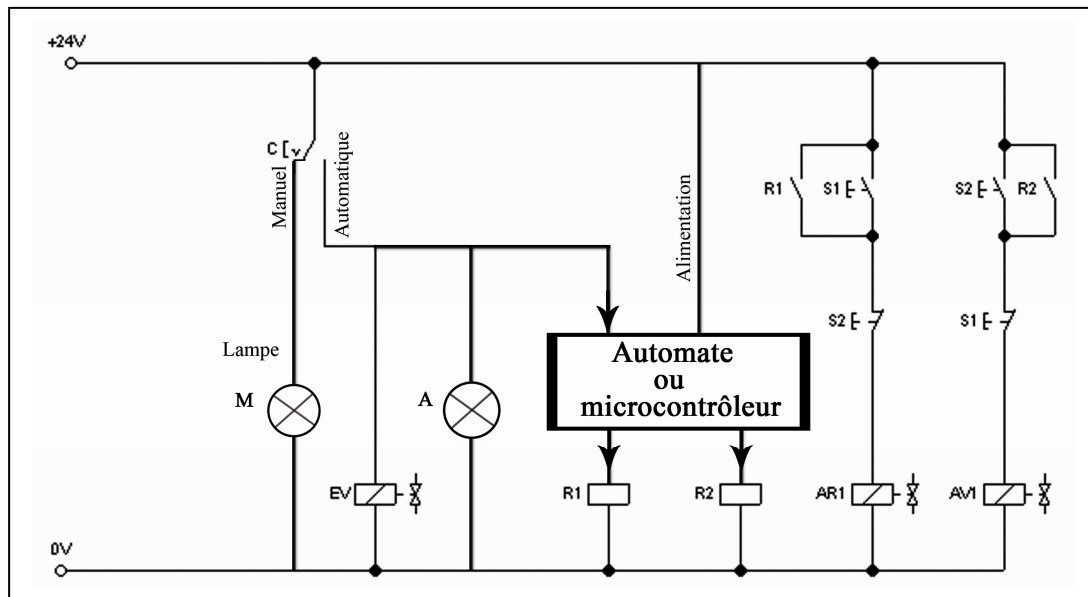 +24V
C
Manuel
Automatique
Alimentation
R1
S1
S2
R2
S2
S1
Lampe
M
A
Automate
ou
microcontrôleur
EV
R1
R2
AR1
AV1
0V